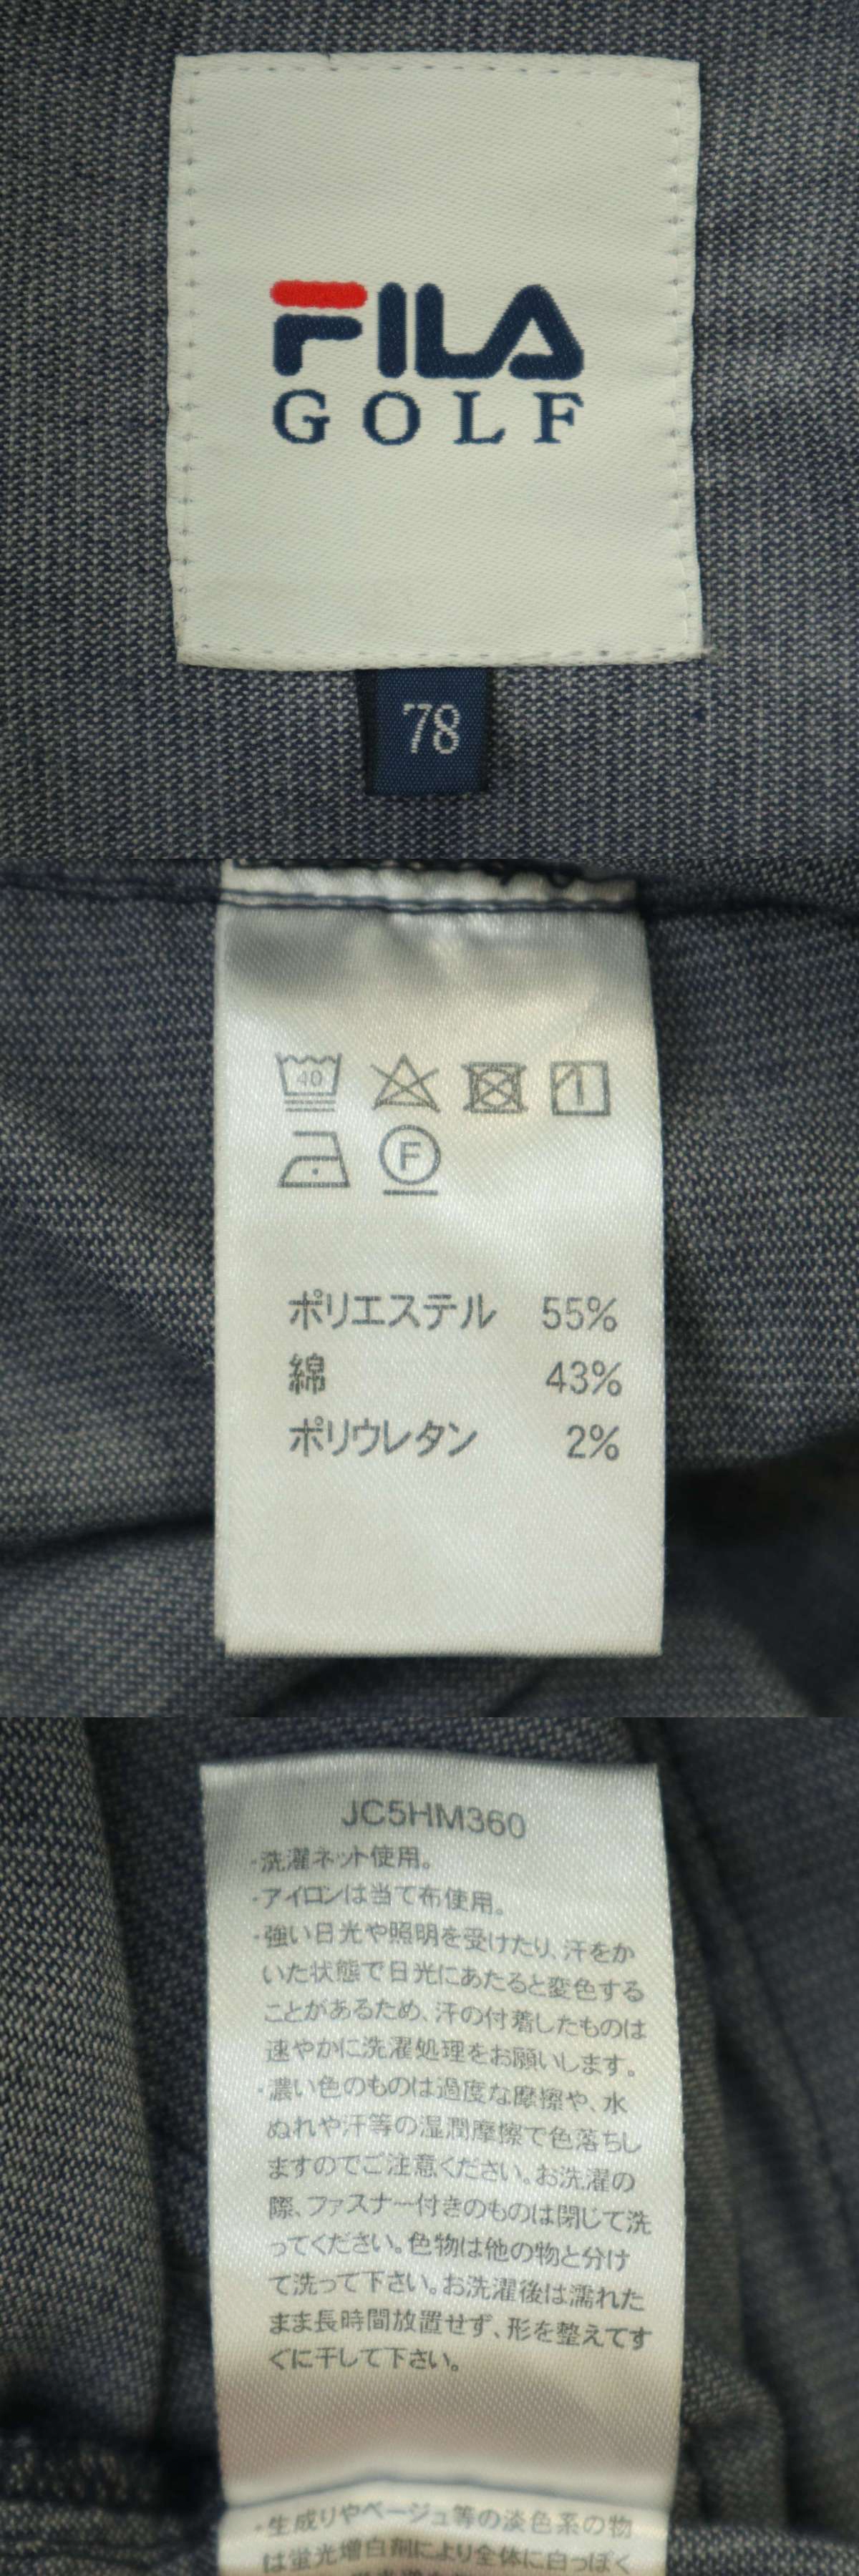 FILA
GOLF
78
40
F
ポリエステル 55%
綿 43%
ポリウレタン 2%
JC5HM360
・洗濯ネット使用。
・アイロンは当て布使用。
・強い日光や照明を受けたり、汗をか
いた状態で日光にあたると変色する
ことがあるため、汗の付着したものは
速やかに洗濯処理をお願いします。
・濃い色のものは過度な摩擦や、水
ぬれや汗等の湿潤摩擦で色落ちし
ますのでご注意ください。お洗濯の
際、ファスナー付きのものは閉じて洗
ってください。色物は他の物と分け
て洗って下さい。お洗濯後は濡れた
まま長時間放置せず、形を整えてす
ぐに干して下さい。
・生成りやベージュ等の淡色系の物
は蛍光増白剤により全体に白っぽく